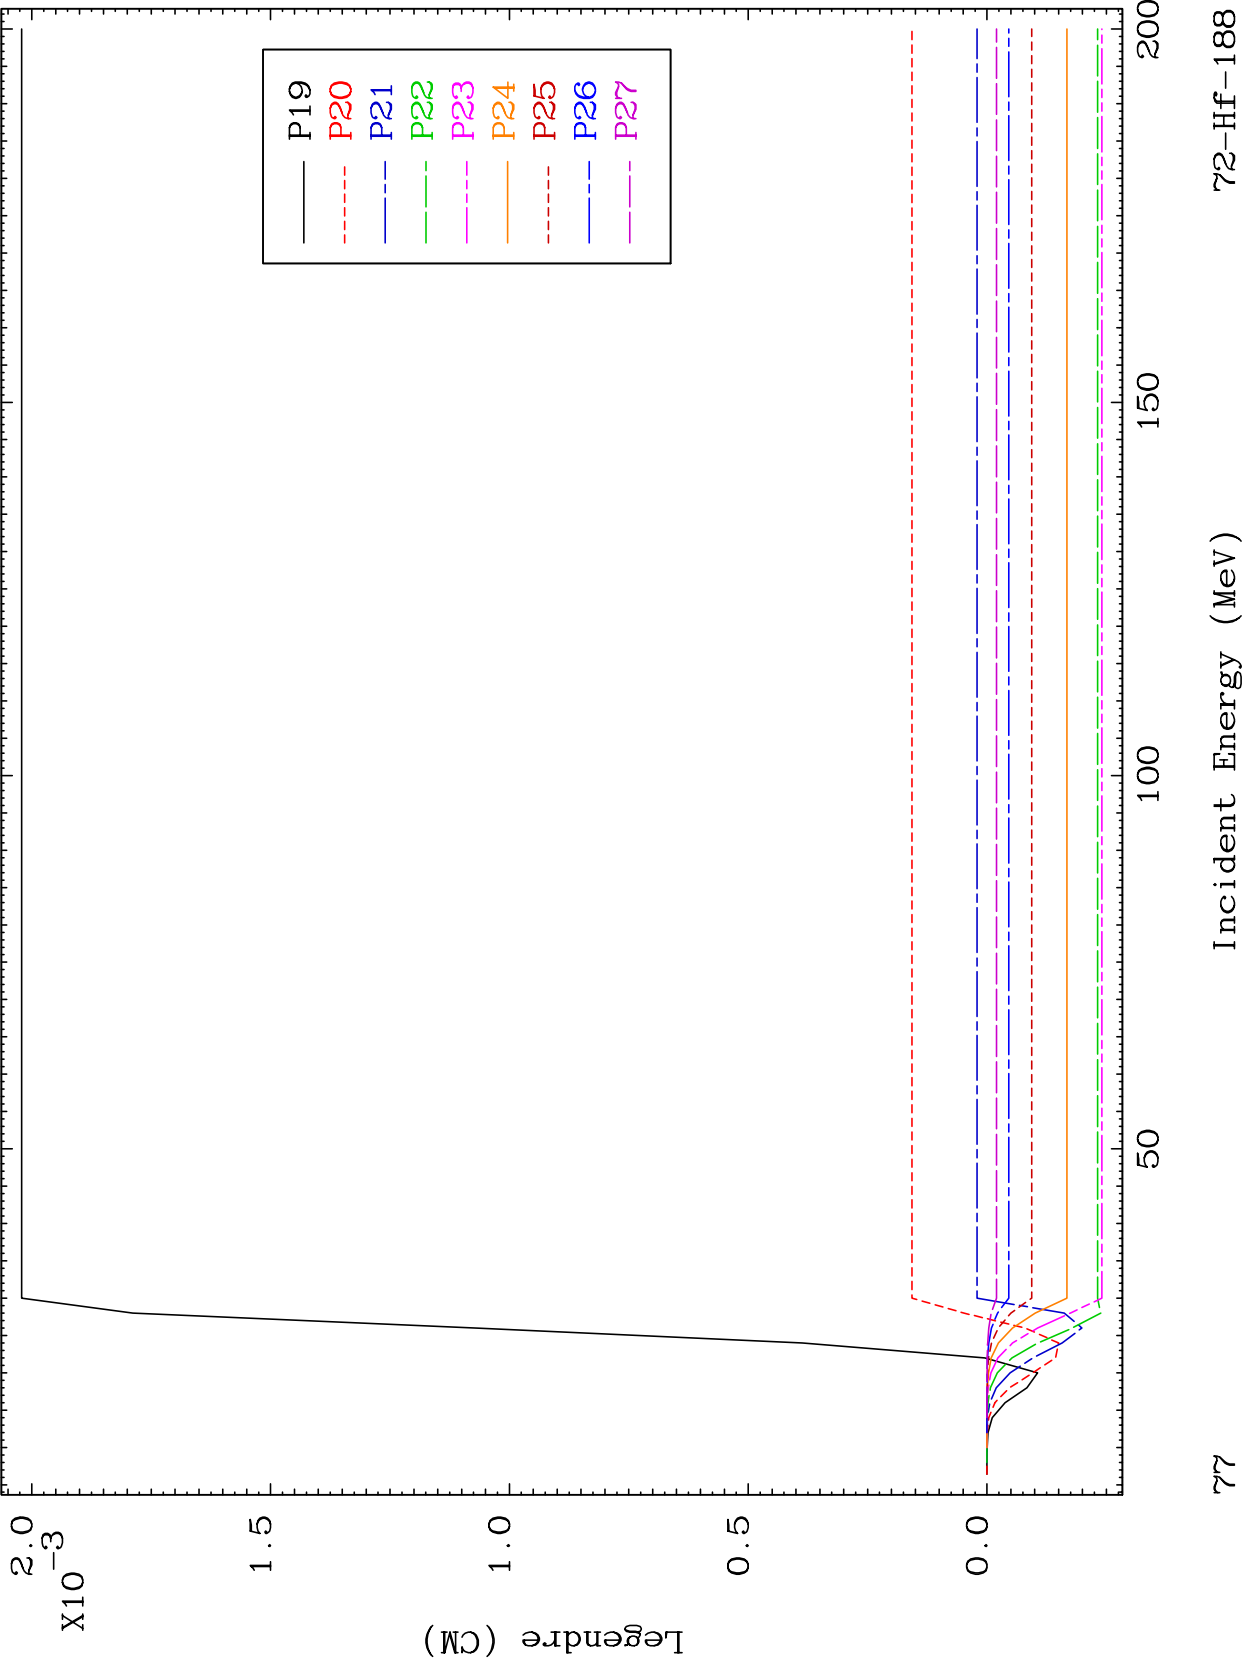 P19
P20
P21
P22
P23
P24
P25
P26
P27
2.0
X10-3
1.5
1.0
0.5
0.0
Legendre (CM)
50
100
150
200
Incident Energy (MeV)
77
72-Hf-188